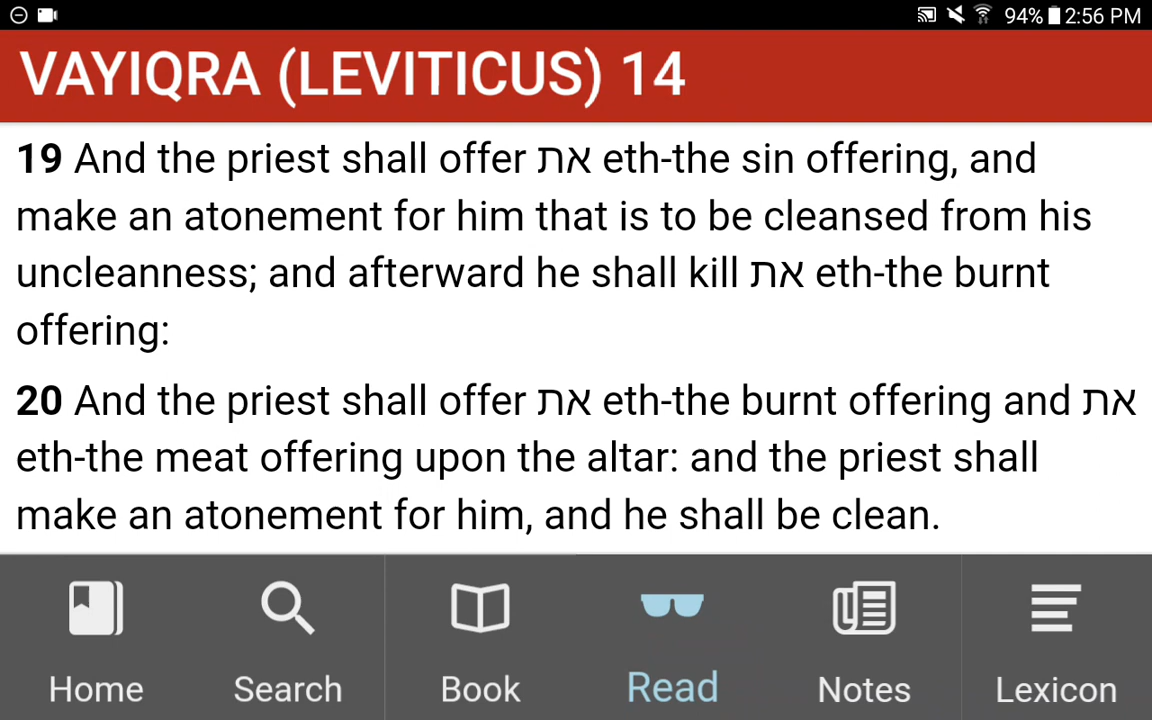 94% 2:56 PM
VAYIQRA (LEVITICUS) 14
19 And the priest shall offer את eth-the sin offering, and
make an atonement for him that is to be cleansed from his
uncleanness; and afterward he shall kill את eth-the burnt
offering:
20 And the priest shall offer את eth-the burnt offering and את
eth-the meat offering upon the altar: and the priest shall
make an atonement for him, and he shall be clean.
Home Search Book Read Notes Lexicon